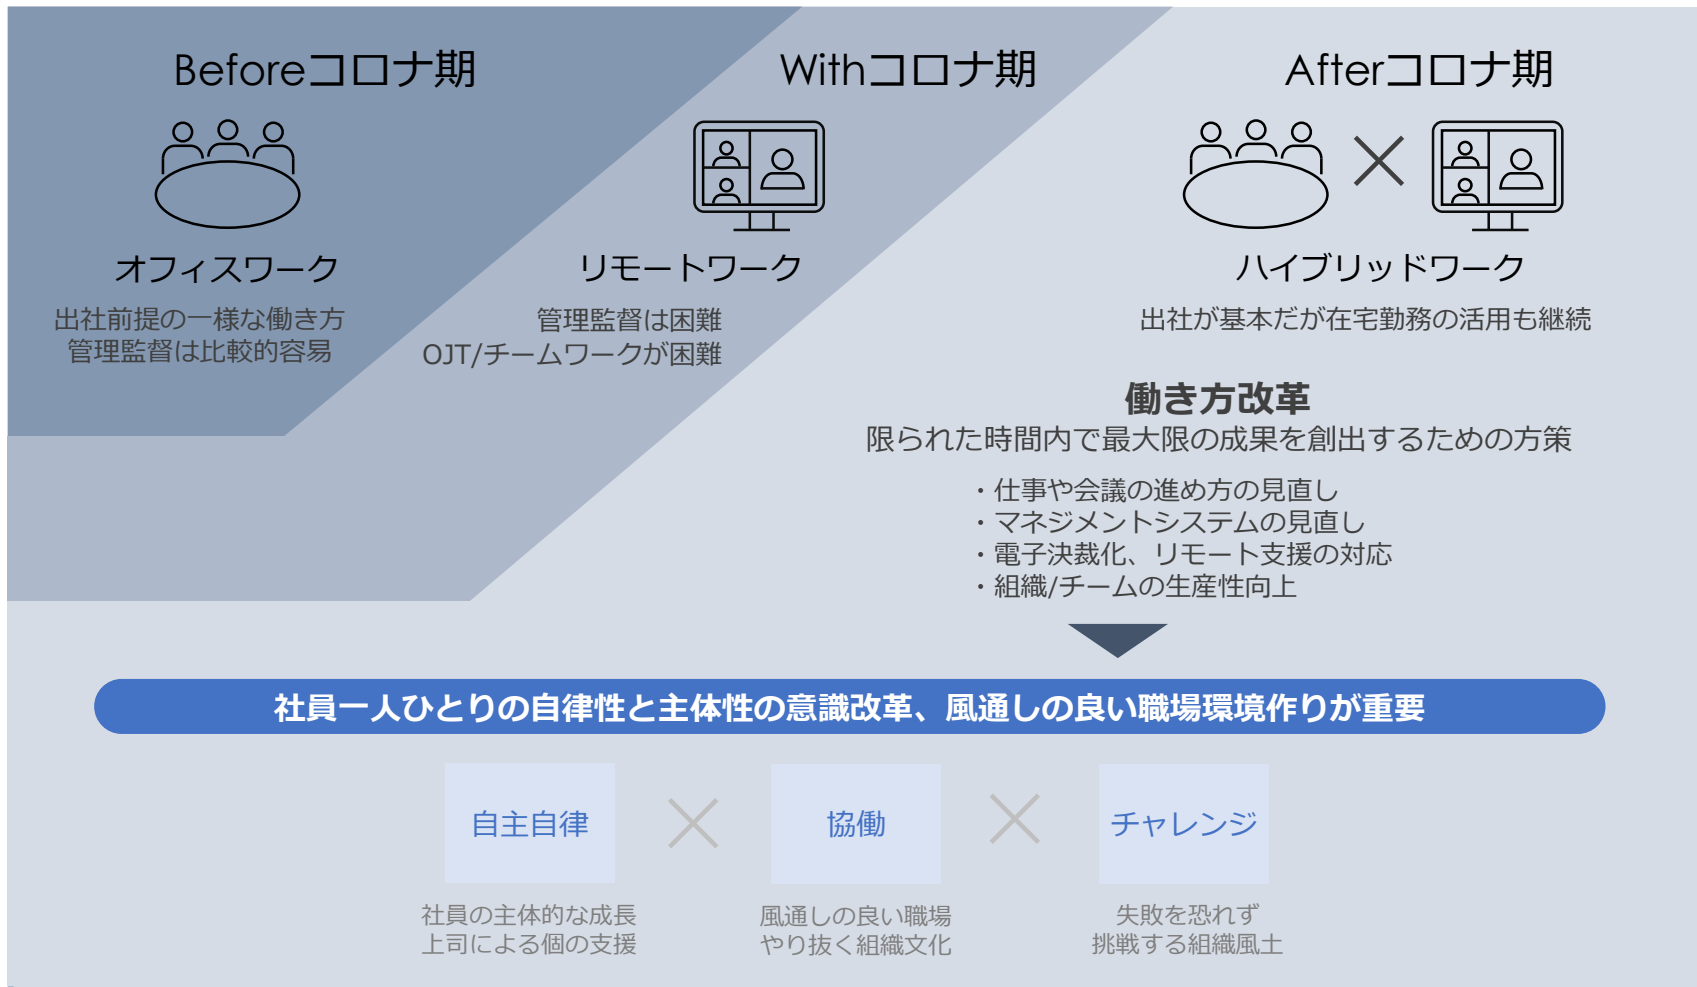 Beforeコロナ期
オフィスワーク
出社前提の一様な働き方
管理監督は比較的容易
Withコロナ期
リモートワーク
管理監督は困難
OJT/チームワークが困難
Afterコロナ期
ハイブリッドワーク
出社が基本だが在宅勤務の活用も継続
働き方改革
限られた時間内で最大限の成果を創出するための方策
・仕事や会議の進め方の見直し
・マネジメントシステムの見直し
・電子決裁化、リモート支援の対応
・組織/チームの生産性向上
社員一人ひとりの自律性と主体性の意識改革、風通しの良い職場環境作りが重要
自主自律
社員の主体的な成長
上司による個の支援
協働
風通しの良い職場
やり抜く組織文化
チャレンジ
失敗を恐れず
挑戦する組織風土